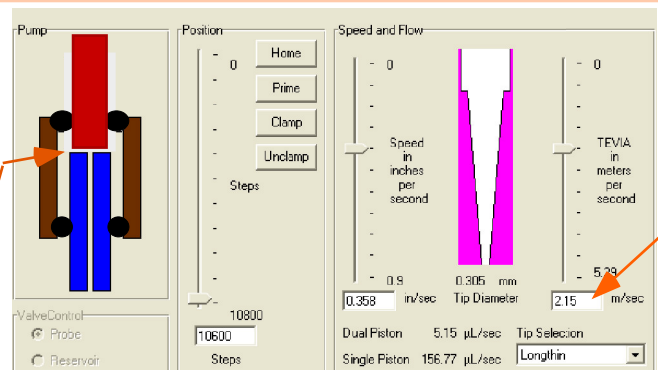 Pump
Position
0
Home
Prime
Clamp
Unclamp
Steps
10800
10600
Steps
Speed and Flow
0
Speed
in
inches
per
second
0.9
0.358 in/sec
0.305 mm
Tip Diameter
0
TEVIA
in
meters
per
second
5.29
2.15 m/sec
Dual Piston 5.15 µL/sec
Single Piston 156.77 µL/sec
Tip Selection
Longthin
ValveControl
Probe
Reservoir